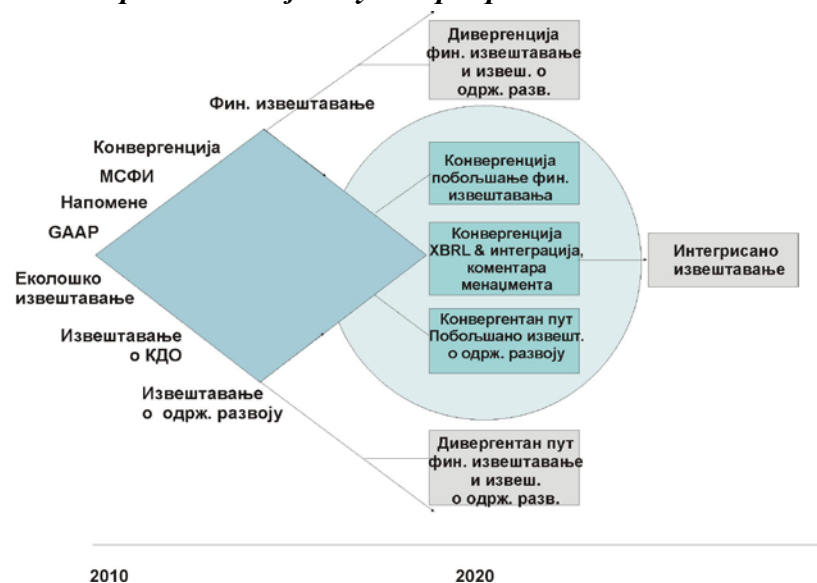 Дивергенција
фин. извештавање
и извеш. о
одрж. разв.
Фин. извештавање
Конвергенција
МСФИ
Напомене
GAAP
Еколошко
извештавање
Извештавање
о КДО
Извештавање
о одрж. развоју
Конвергенција
побољшање фин.
извештавања
Конвергенција
XBRL & интеграција,
коментара
менаџмента
Конвергентан пут
Побољшано извешт.
о одрж. развоју
Интегрисано
извештавање
Дивергентан пут
фин. извештавање
и извеш.
о одрж. разв.
2010
2020